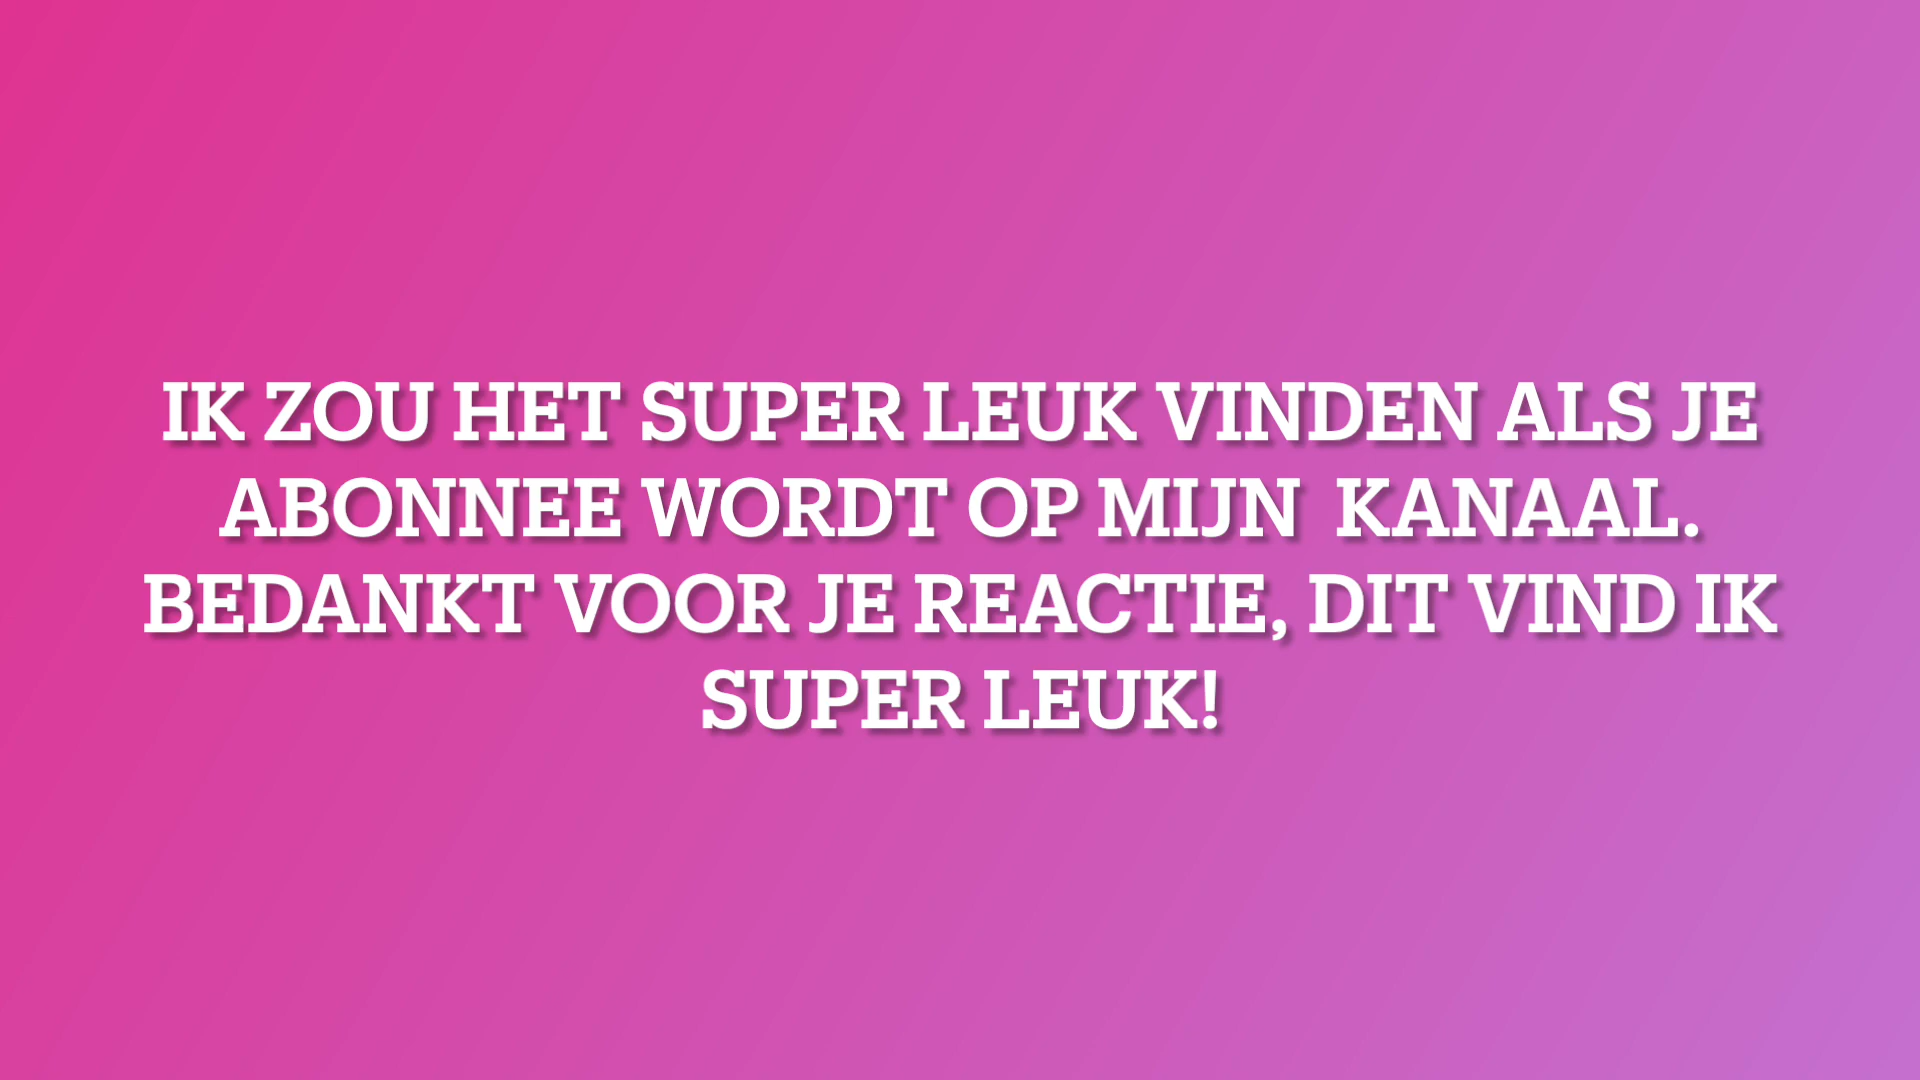 IK ZOU HET SUPER LEUK VINDEN ALS JE
ABONNEE WORDT OP MIJN  KANAAL.
BEDANKT VOOR JE REACTIE, DIT VIND IK
SUPER LEUK!